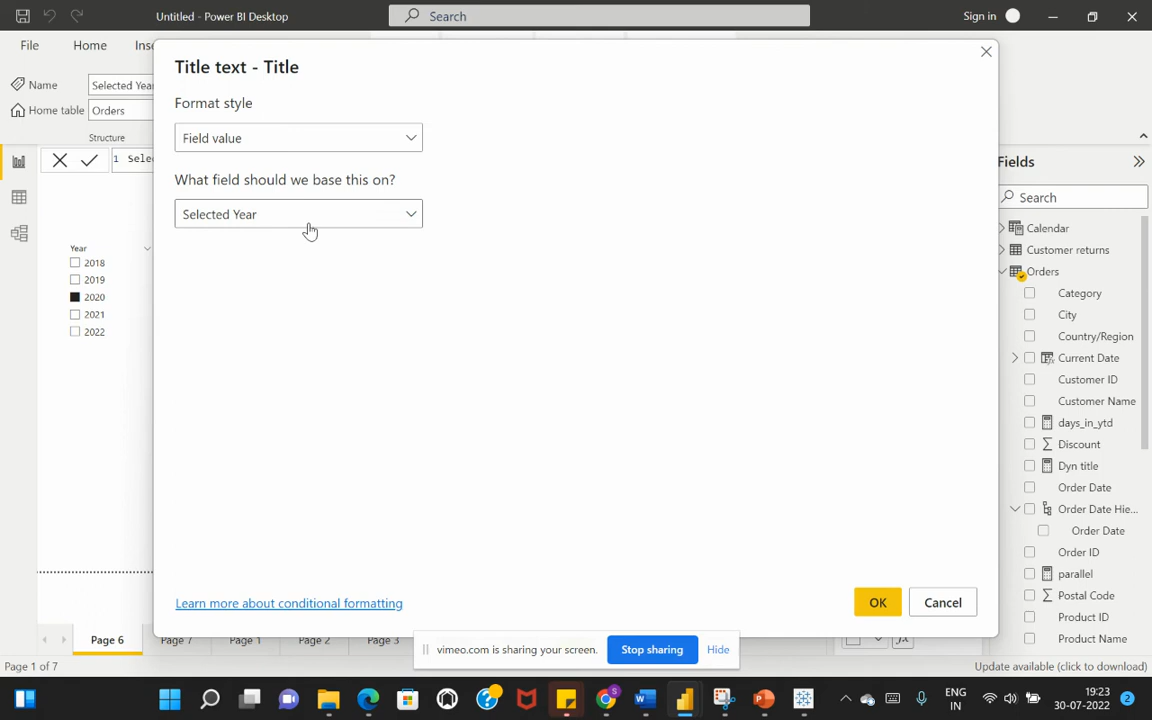 Untitled - Power BI Desktop
Search
Sign in
File
Home
Ins
Name
Selected Year
Home table
Orders
Structure
Title text - Title
Format style
Field value
What field should we base this on?
Selected Year
1 Sele
Year
2018
2019
2020
2021
2022
Learn more about conditional formatting
OK
Cancel
Fields
Search
Calendar
Customer returns
Orders
Category
City
Country/Region
Current Date
Customer ID
Customer Name
days_in_ytd
Discount
Dyn title
Order Date
Order Date Hie...
Order Date
Order ID
parallel
Postal Code
Product ID
Product Name
Page 6
Page 7
Page 1
Page 2
Page 3
vimeo.com is sharing your screen.
Stop sharing
Hide
Page 1 of 7
Update available (click to download)
ENG
IN
19:23
30-07-2022
2